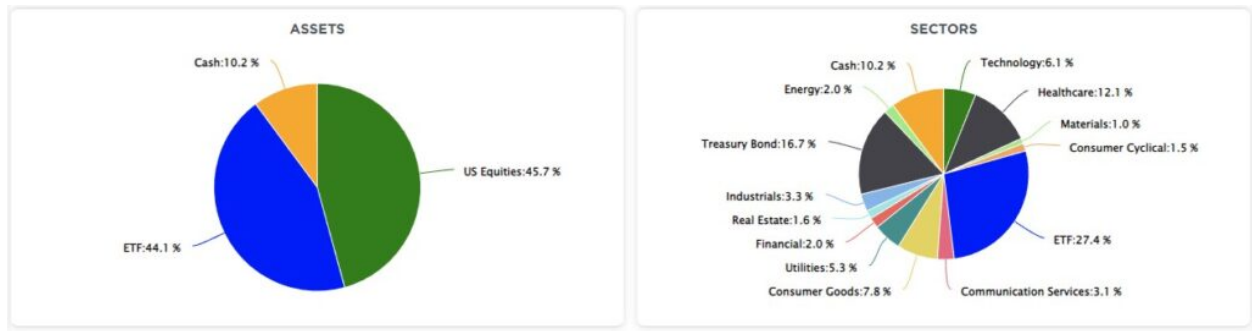 ASSETS
Cash:10.2 %
US Equities:45.7 %
ETF:44.1 %
SECTORS
Cash:10.2 %
Technology:6.1 %
Energy:2.0 %
Healthcare:12.1 %
Materials:1.0 %
Treasury Bond:16.7 %
Consumer Cyclical:1.5 %
Industrials:3.3 %
Real Estate:1.6 %
Financial:2.0 %
ETF:27.4 %
Utilities:5.3 %
Consumer Goods:7.8 %
Communication Services:3.1 %